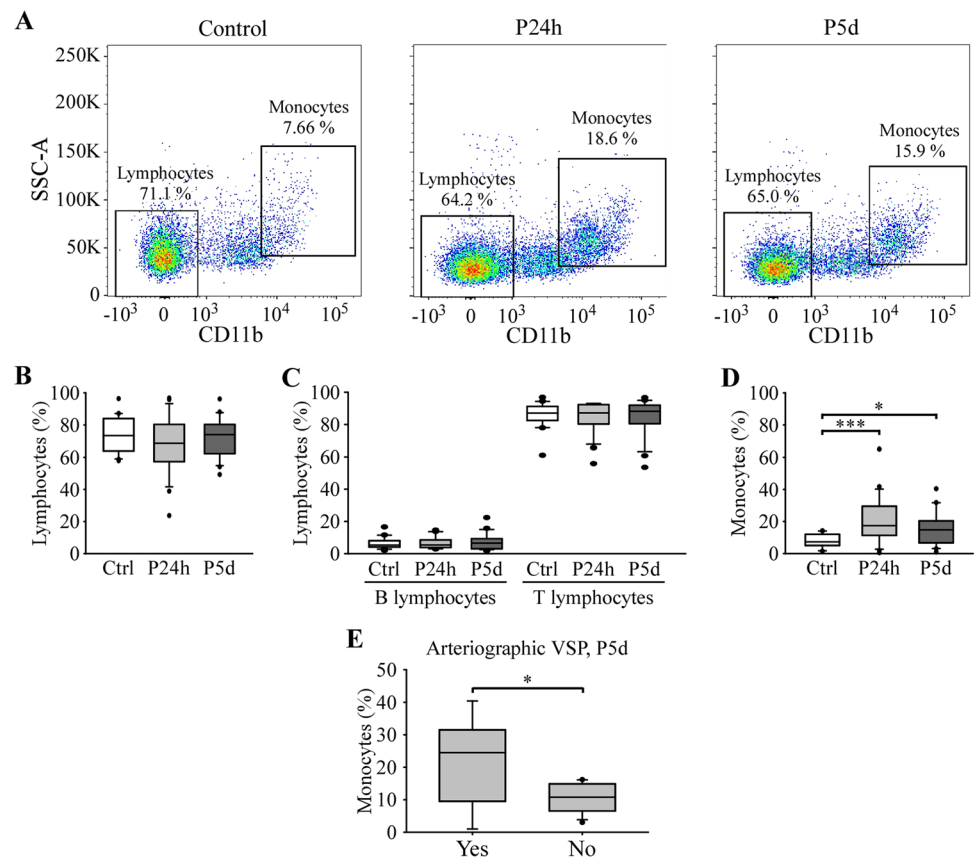 A
Control
P24h
P5d
SSC-A
250K
200K
150K
100K
50K
0
Lymphocytes
71.1 %
Monocytes
7.66 %
-10³ 0 10³ 10⁴ 10⁵
CD11b
Lymphocytes
64.2 %
Monocytes
18.6 %
-10³ 0 10³ 10⁴ 10⁵
CD11b
Lymphocytes
65.0 %
Monocytes
15.9 %
-10³ 0 10³ 10⁴ 10⁵
CD11b
B
Lymphocytes (%)
100
80
60
40
20
0
Ctrl P24h P5d
C
Lymphocytes (%)
100
80
60
40
20
0
Ctrl P24h P5d Ctrl P24h P5d
B lymphocytes T lymphocytes
D
Monocytes (%)
100
80
60
40
20
0
*
***
Ctrl P24h P5d
E
Arteriographic VSP, P5d
Monocytes (%)
50
40
30
20
10
0
*
Yes No